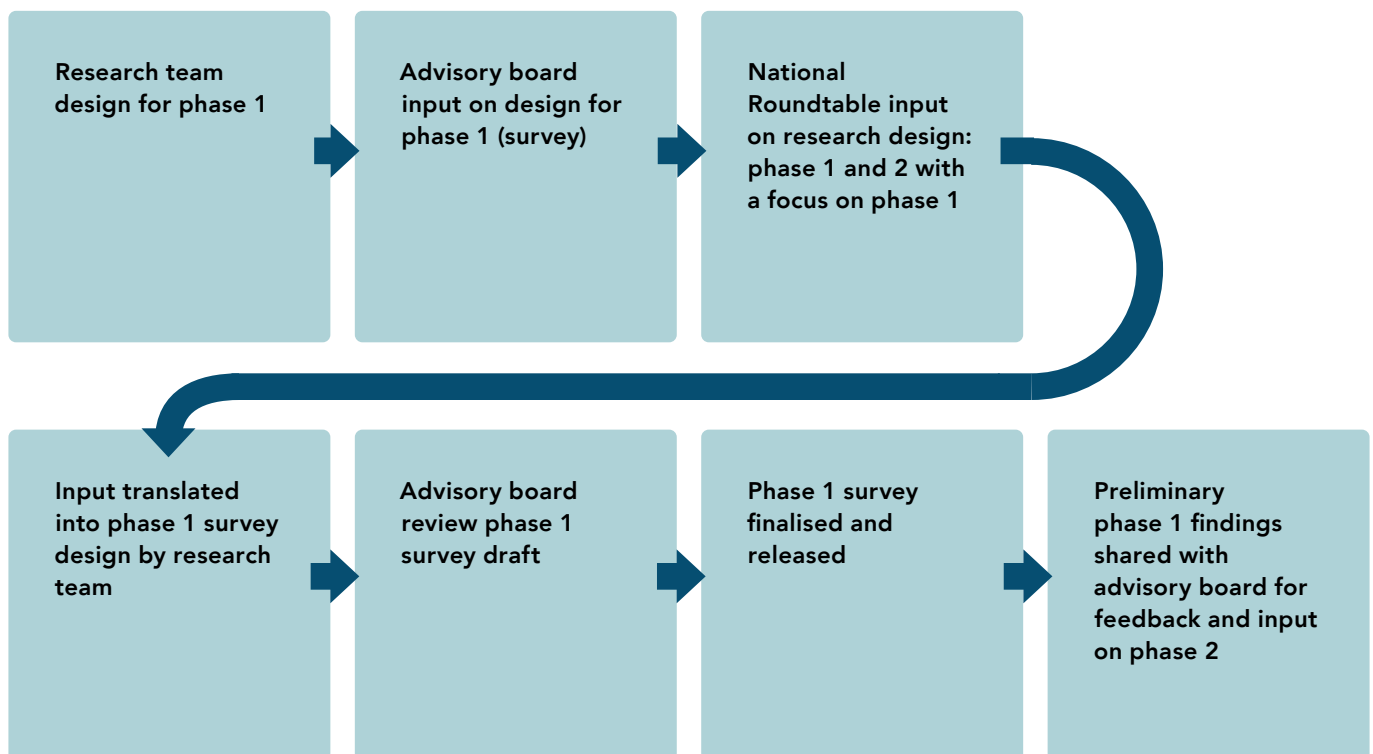 Research team
design for phase 1
Advisory board
input on design for
phase 1 (survey)
National
Roundtable input
on research design:
phase 1 and 2 with
a focus on phase 1
Input translated
into phase 1 survey
design by research
team
Advisory board
review phase 1
survey draft
Phase 1 survey
finalised and
released
Preliminary
phase 1 findings
shared with
advisory board for
feedback and input
on phase 2